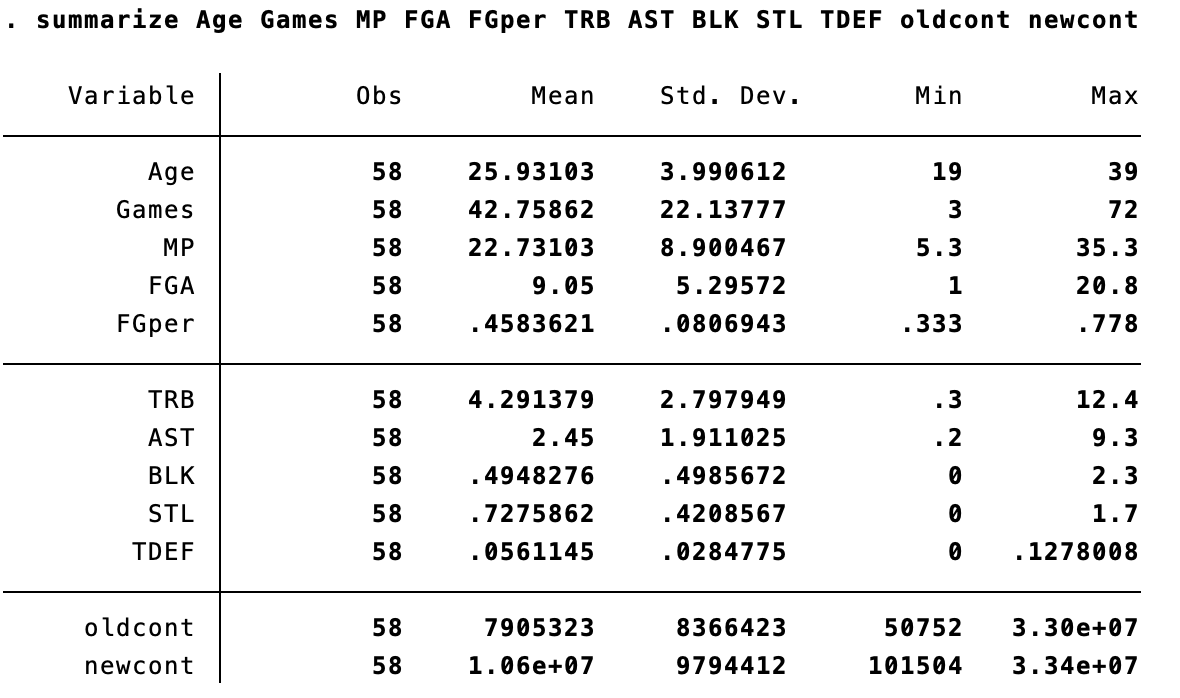 . summarize Age Games MP FGA FGper TRB AST BLK STL TDEF oldcont newcont
Variable Obs Mean Std. Dev. Min Max
Age 58 25.93103 3.990612 19 39
Games 58 42.75862 22.13777 3 72
MP 58 22.73103 8.900467 5.3 35.3
FGA 58 9.05 5.29572 1 20.8
FGper 58 .4583621 .0806943 .333 .778
TRB 58 4.291379 2.797949 .3 12.4
AST 58 2.45 1.911025 .2 9.3
BLK 58 .4948276 .4985672 0 2.3
STL 58 .7275862 .4208567 0 1.7
TDEF 58 .0561145 .0284775 0 .1278008
oldcont 58 7905323 8366423 50752 3.30e+07
newcont 58 1.06e+07 9794412 101504 3.34e+07